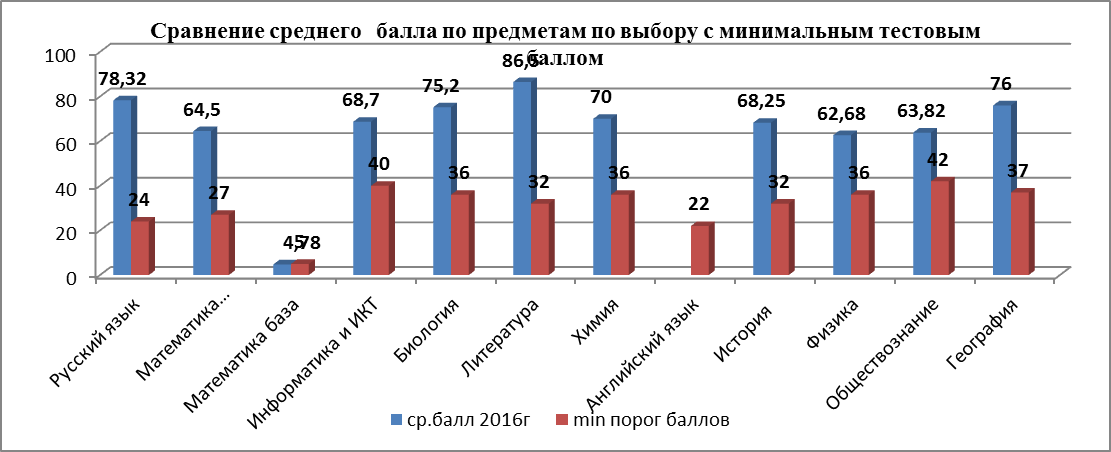 Сравнение среднего балла по предметам по выбору с минимальным тестовым
баллом
100
80
60
40
20
0
78,32
24
64,5
27
4,78
5
68,7
40
75,2
36
86,5
32
70
36
22
68,25
32
62,68
36
63,82
42
76
37
Русский язык
Математика...
Математика база
Информатика и ИКТ
Биология
Литература
Химия
Английский язык
История
Физика
Обществознание
География
ср.балл 2016г
min порог баллов